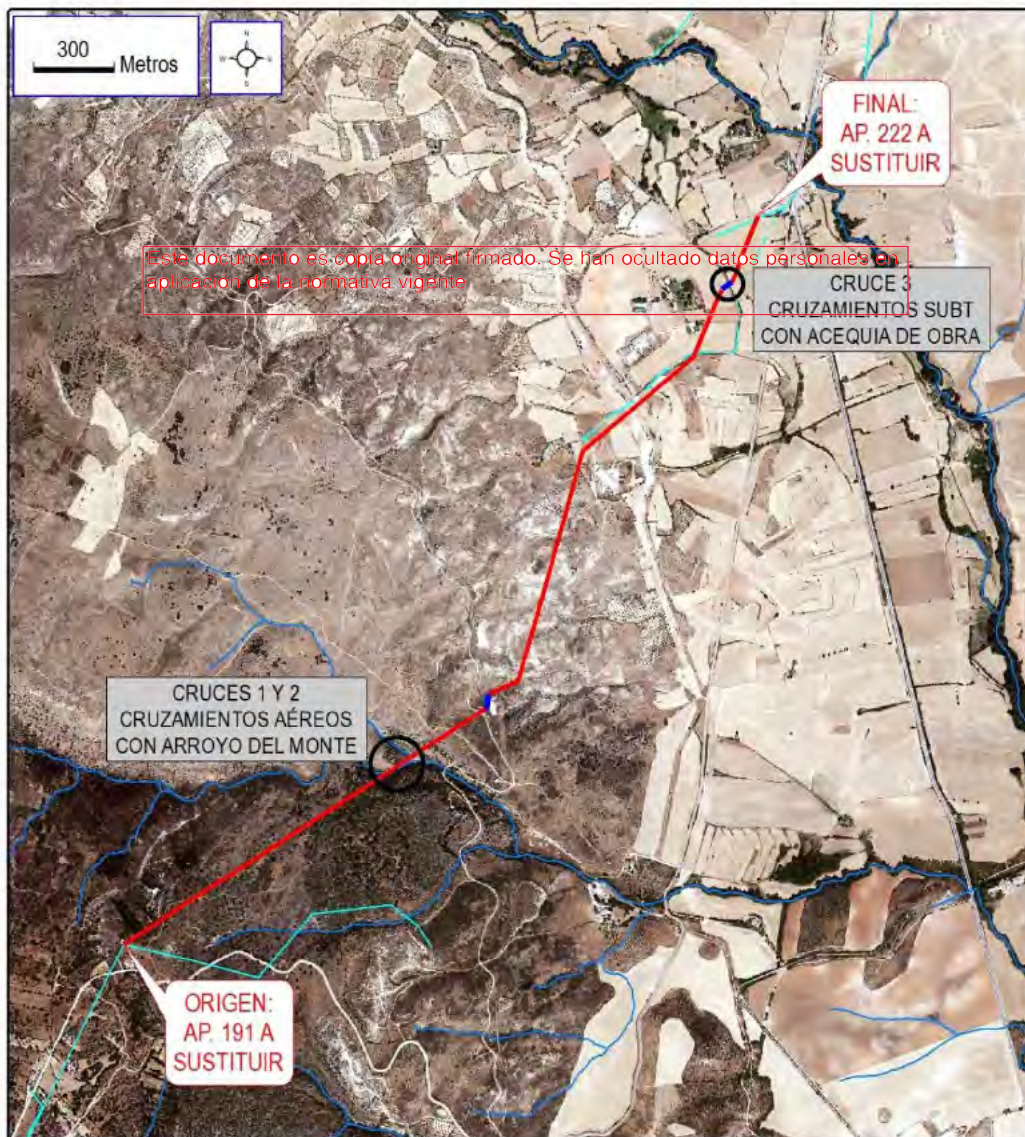 300
Metros
N
W
S
FINAL:
AP. 222 A
SUSTITUIR
Este documento es copia original firmado. Se han ocultado datos personales en
aplicación de la normativa vigente
CRUCE 3
CRUZAMIENTOS SUBT
CON ACEQUIA DE OBRA
CRUCES 1 Y 2
CRUZAMIENTOS AÉREOS
CON ARROYO DEL MONTE
ORIGEN:
AP. 191 A
SUSTITUIR